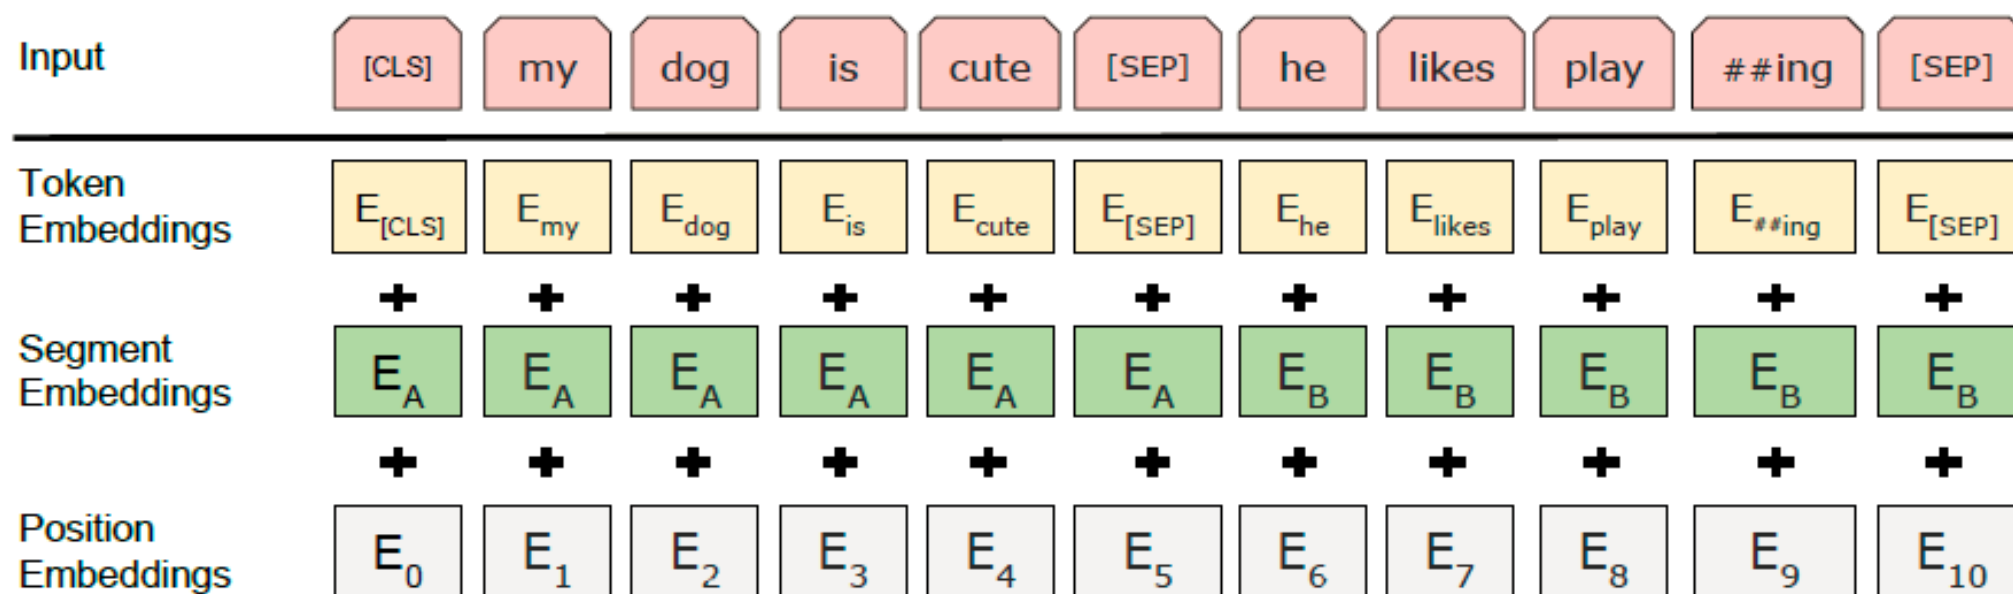 Input [CLS] my dog is cute [SEP] he likes play ##ing [SEP]
Token
Embeddings
E[CLS] Emy Edog Eis Ecute E[SEP] Ehe Elikes Eplay E##ing E[SEP]
+ + + + + + + + + + +
Segment
Embeddings
EA EA EA EA EA EA EB EB EB EB EB
+ + + + + + + + + + +
Position
Embeddings
E0 E1 E2 E3 E4 E5 E6 E7 E8 E9 E10